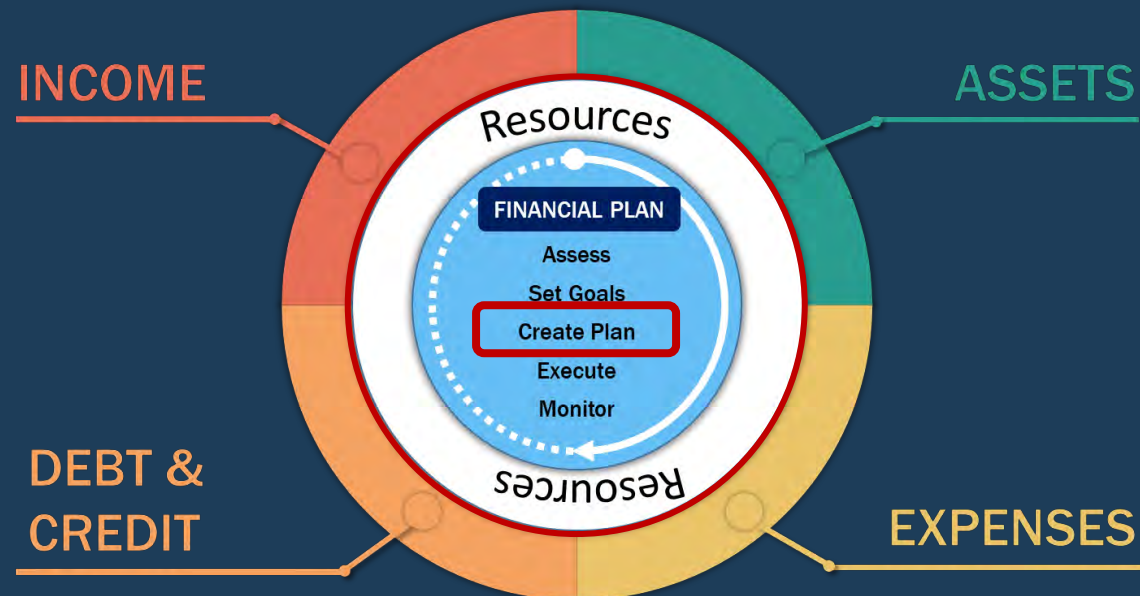 INCOME
ASSETS
Resources
FINANCIAL PLAN
Assess
Set Goals
Create Plan
Execute
Monitor
Resources
DEBT &
CREDIT
EXPENSES